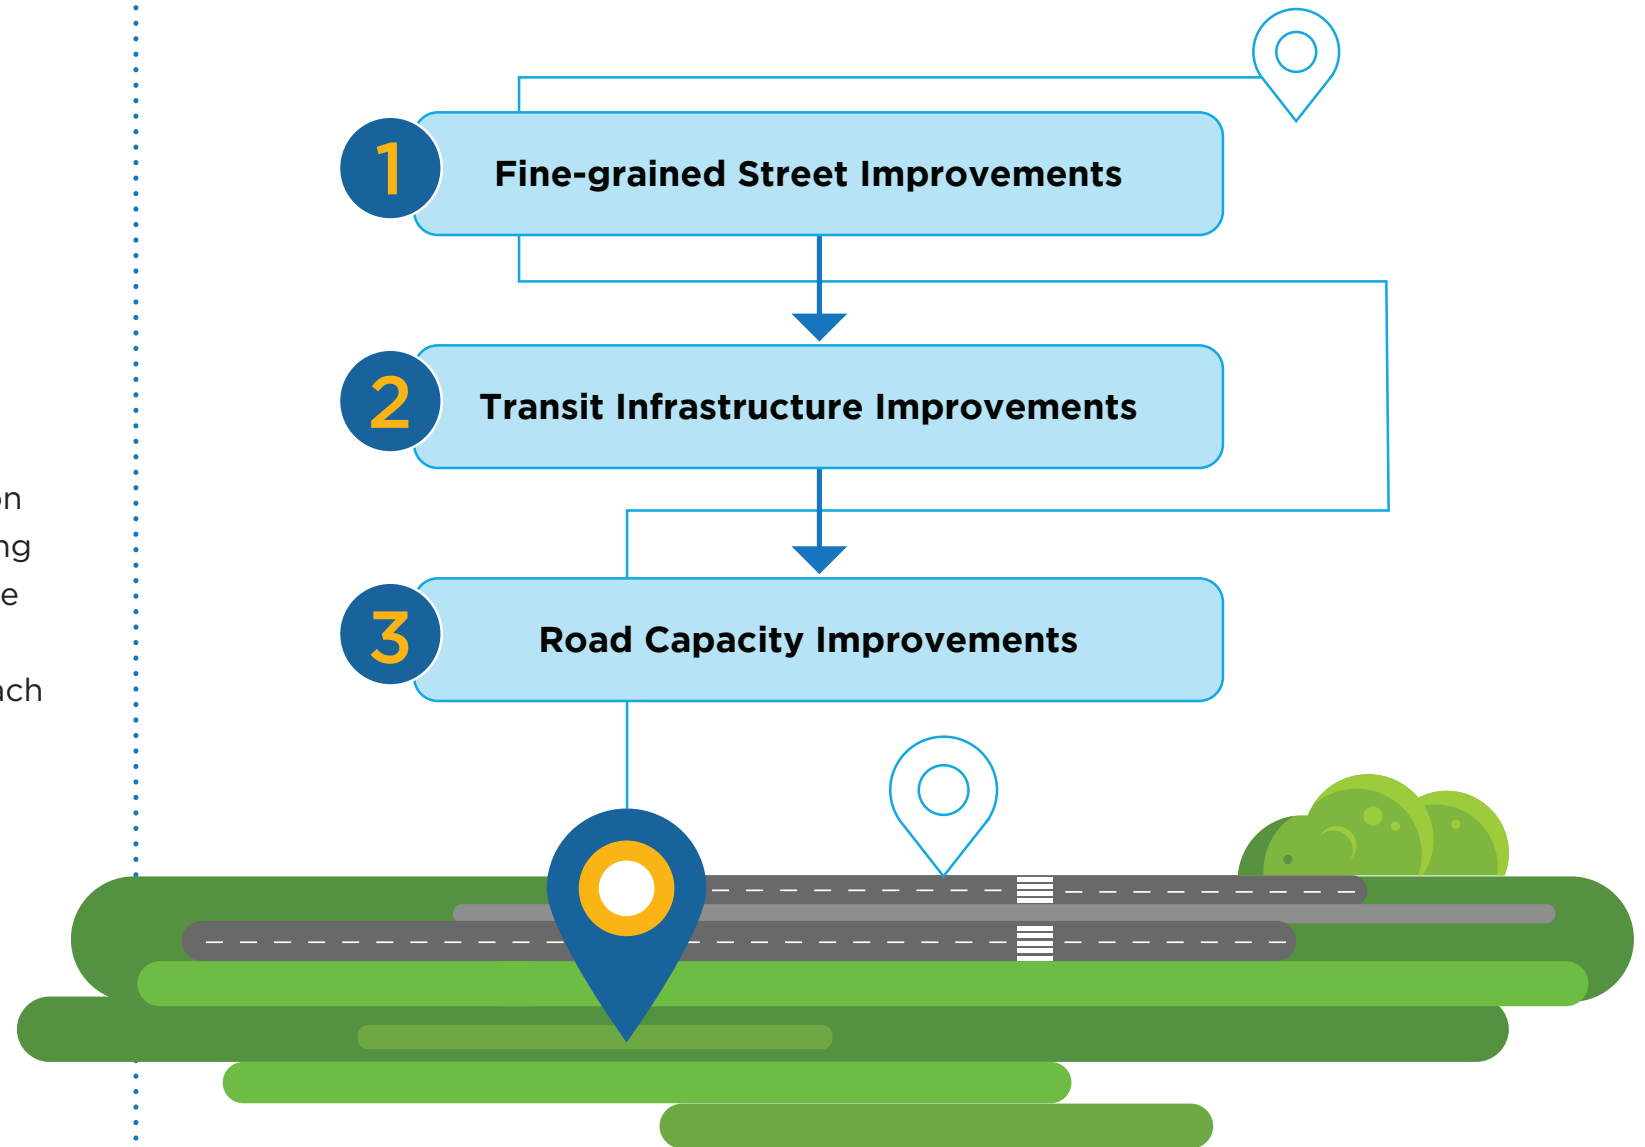 1
Fine-grained Street Improvements
2
Transit Infrastructure Improvements
3
Road Capacity Improvements